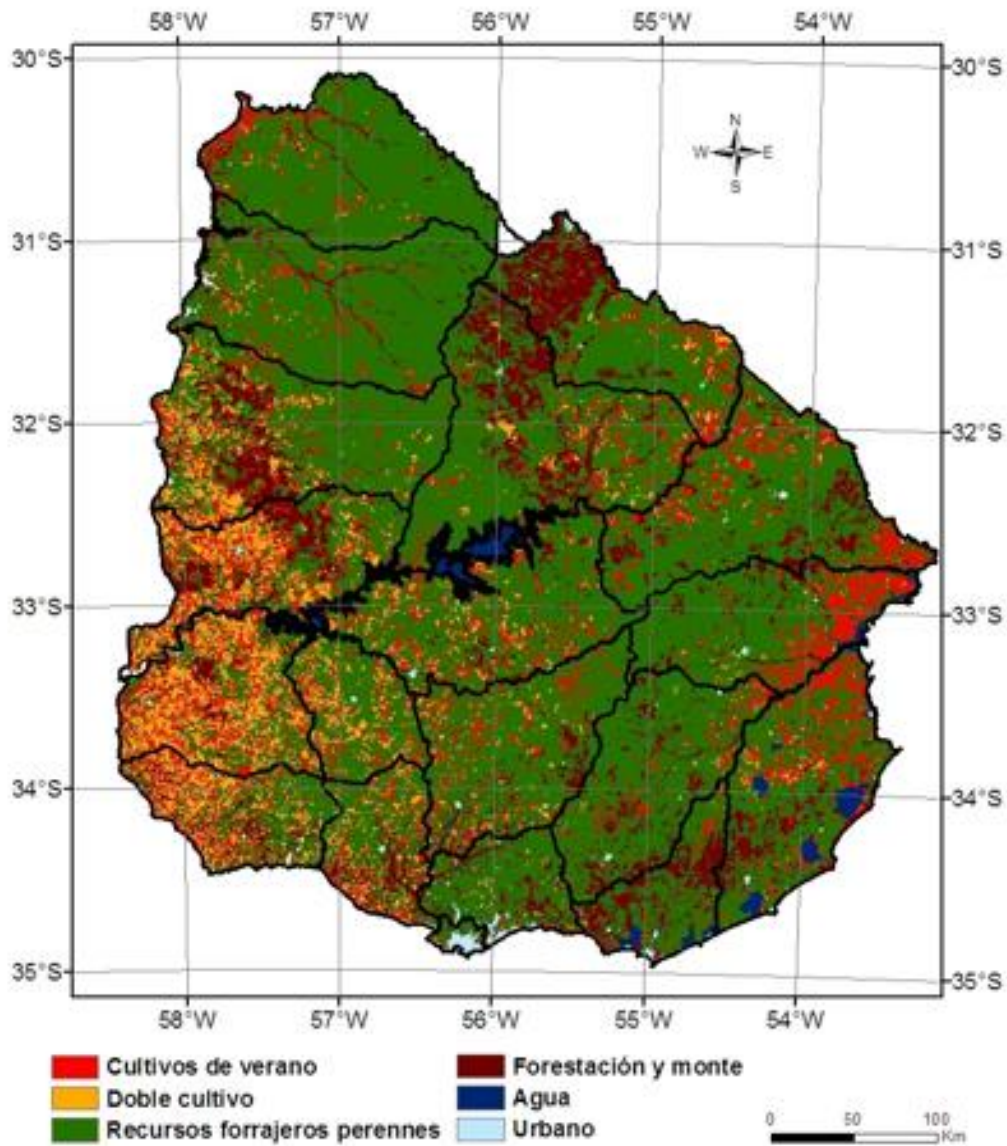 58°W 57°W 56°W 55°W 54°W
30°S 30°S
N
W E
S
31°S 31°S
32°S 32°S
33°S 33°S
34°S 34°S
35°S 35°S
58°W 57°W 56°W 55°W 54°W
Cultivos de verano
Doble cultivo
Recursos forrajeros perennes
Forestación y monte
Agua
Urbano
0 50 100
Km